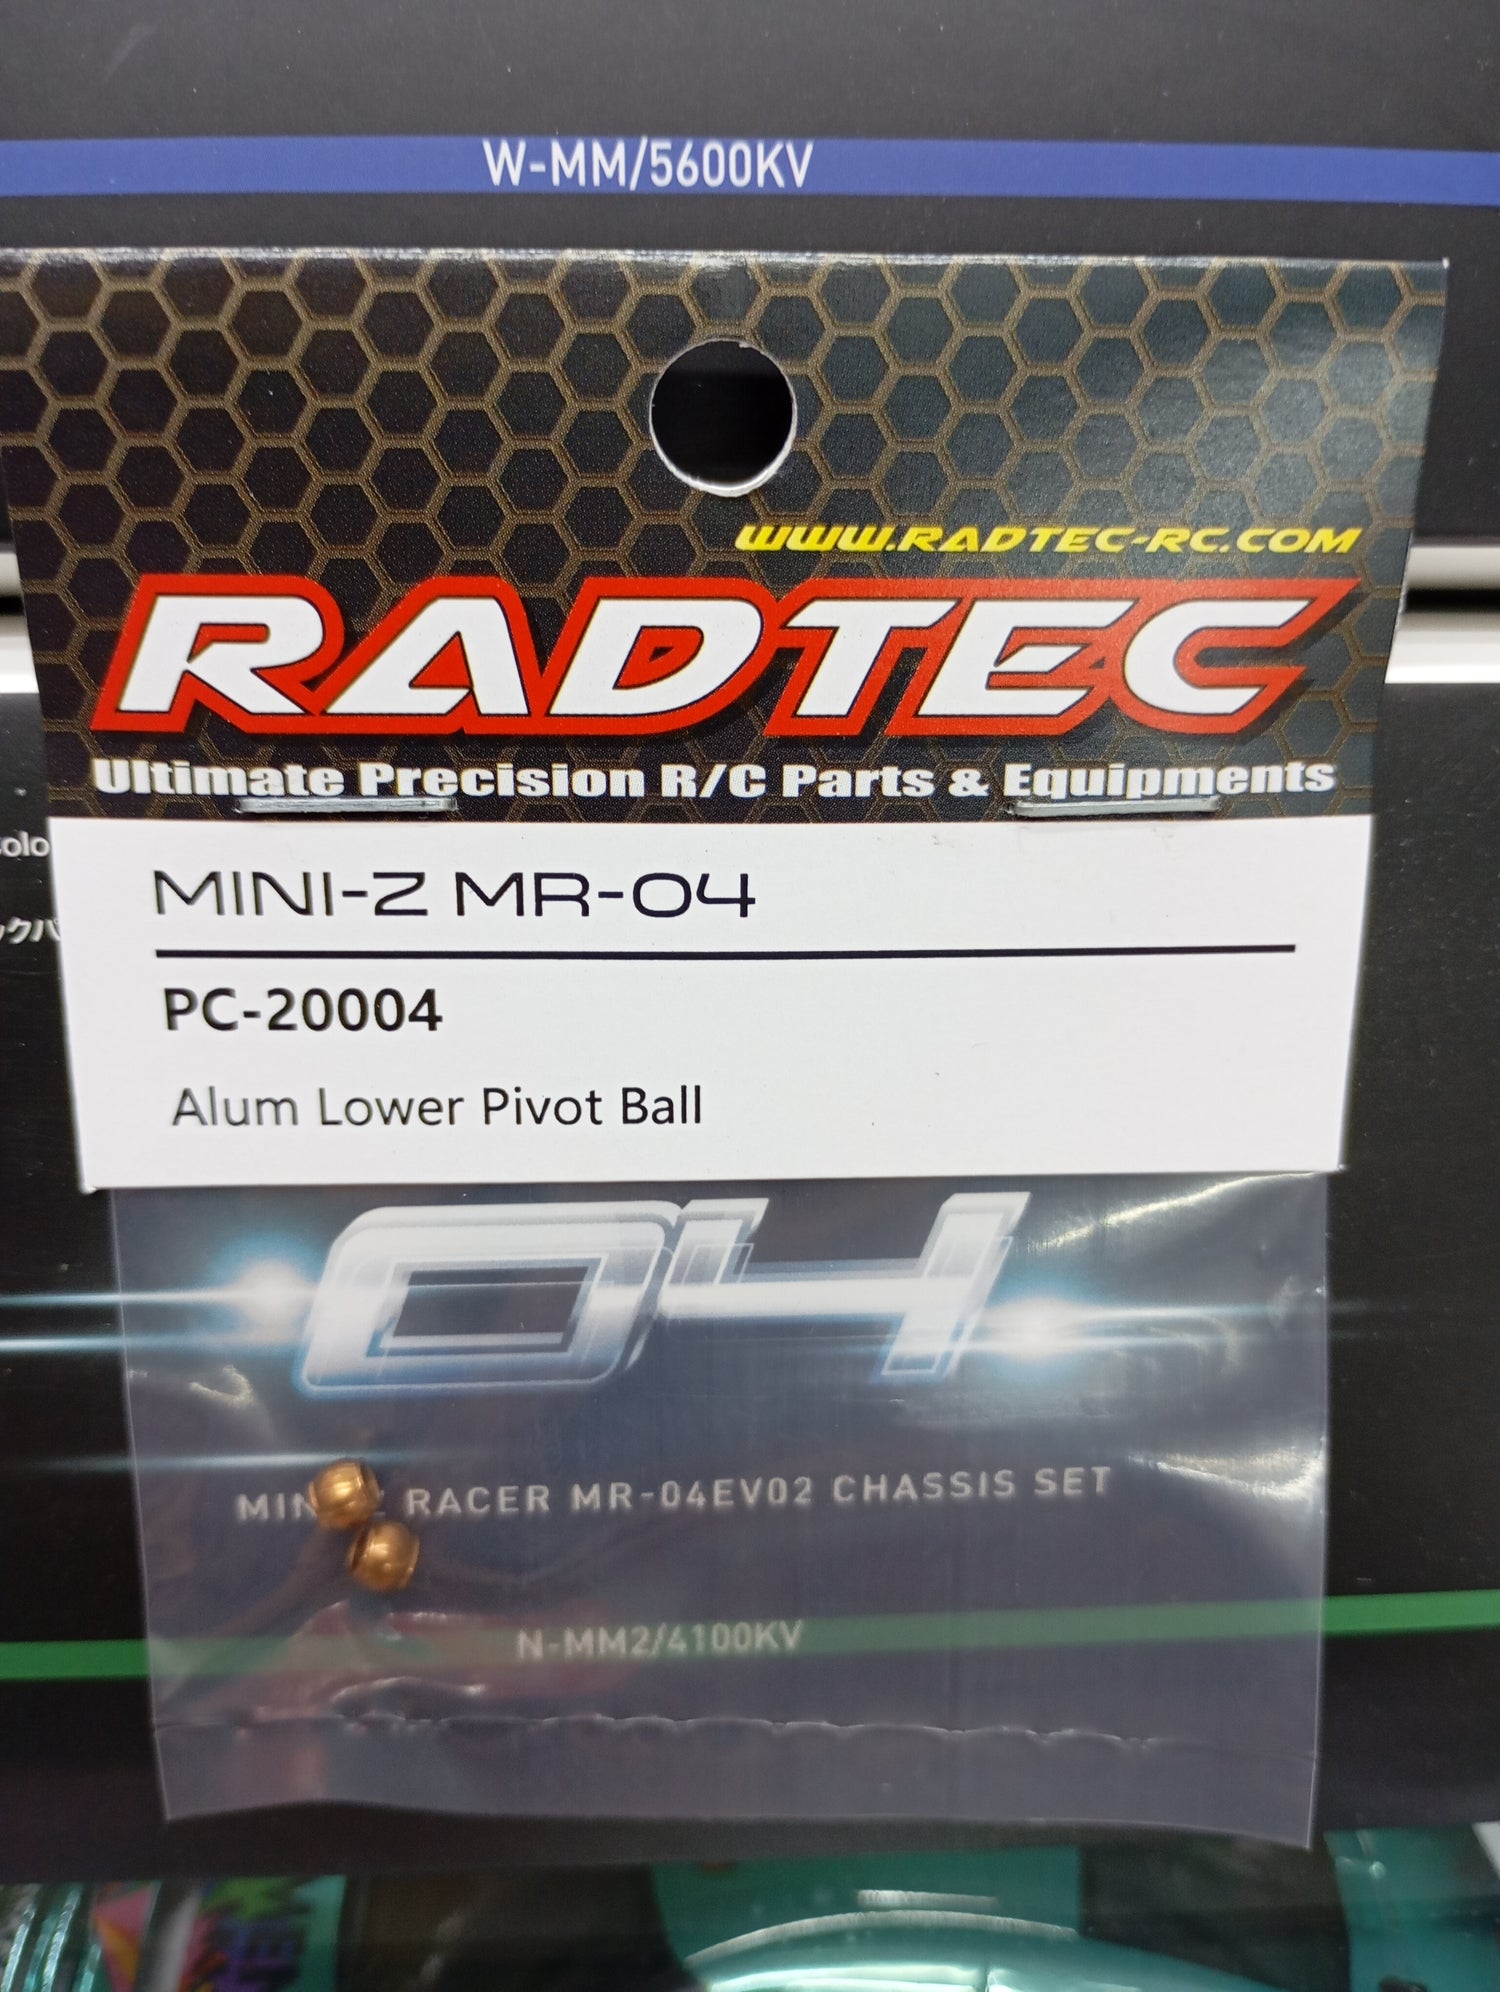 W-MM/5600KV
WWW.RADTEC-RC.COM
RADTEC
Ultimate Precision R/C Parts & Equipments
MINI-Z MR-04
PC-20004
Alum Lower Pivot Ball
04
RACER MR-04EV02 CHASSIS SET
N-MM2/4100KV